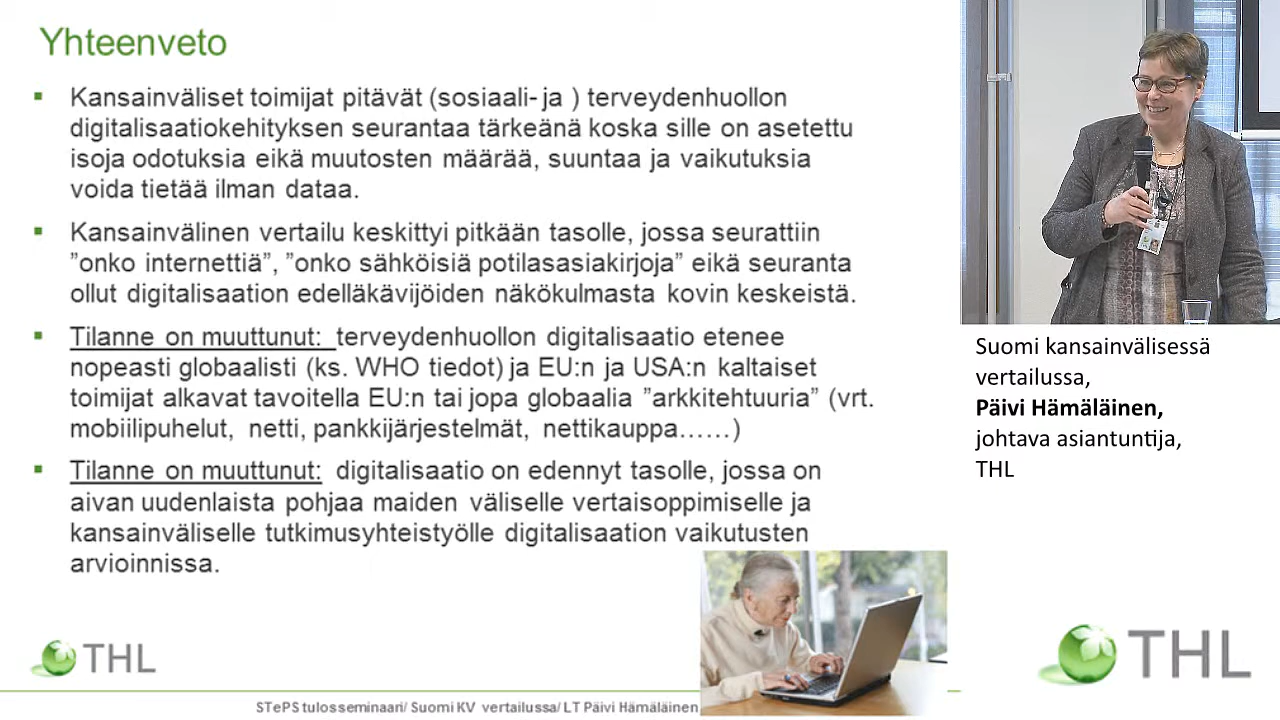 Yhteenveto
Kansainväliset toimijat pitävät (sosiaali- ja ) terveydenhuollon
digitalisaatiokehityksen seurantaa tärkeänä koska sille on asetettu
isoja odotuksia eikä muutosten määrää, suuntaa ja vaikutuksia
voida tietää ilman dataa.
Kansainvälinen vertailu keskittyi pitkään tasolle, jossa seurattiin
”onko internettiä”, ”onko sähköisiä potilasasiakirjoja” eikä seuranta
ollut digitalisaation edelläkävijöiden näkökulmasta kovin keskeistä.
Tilanne on muuttunut: terveydenhuollon digitalisaatio etenee
nopeasti globaalisti (ks. WHO tiedot) ja EU:n ja USA:n kaltaiset
toimijat alkavat tavoitella EU:n tai jopa globaalia ”arkkitehtuuria” (vrt.
mobiilipuhelut, netti, pankkijärjestelmät, nettikauppa……)
Tilanne on muuttunut: digitalisaatio on edennyt tasolle, jossa on
aivan uudenlaista pohjaa maiden väliselle vertaisoppimiselle ja
kansainväliselle tutkimusyhteistyölle digitalisaation vaikutusten
arvioinnissa.
THL
STePS tulosseminaari/ Suomi KV vertailussa/ LT Päivi Hämäläinen
Suomi kansainvälisessä
vertailussa,
Päivi Hämäläinen,
johtava asiantuntija,
THL
THL